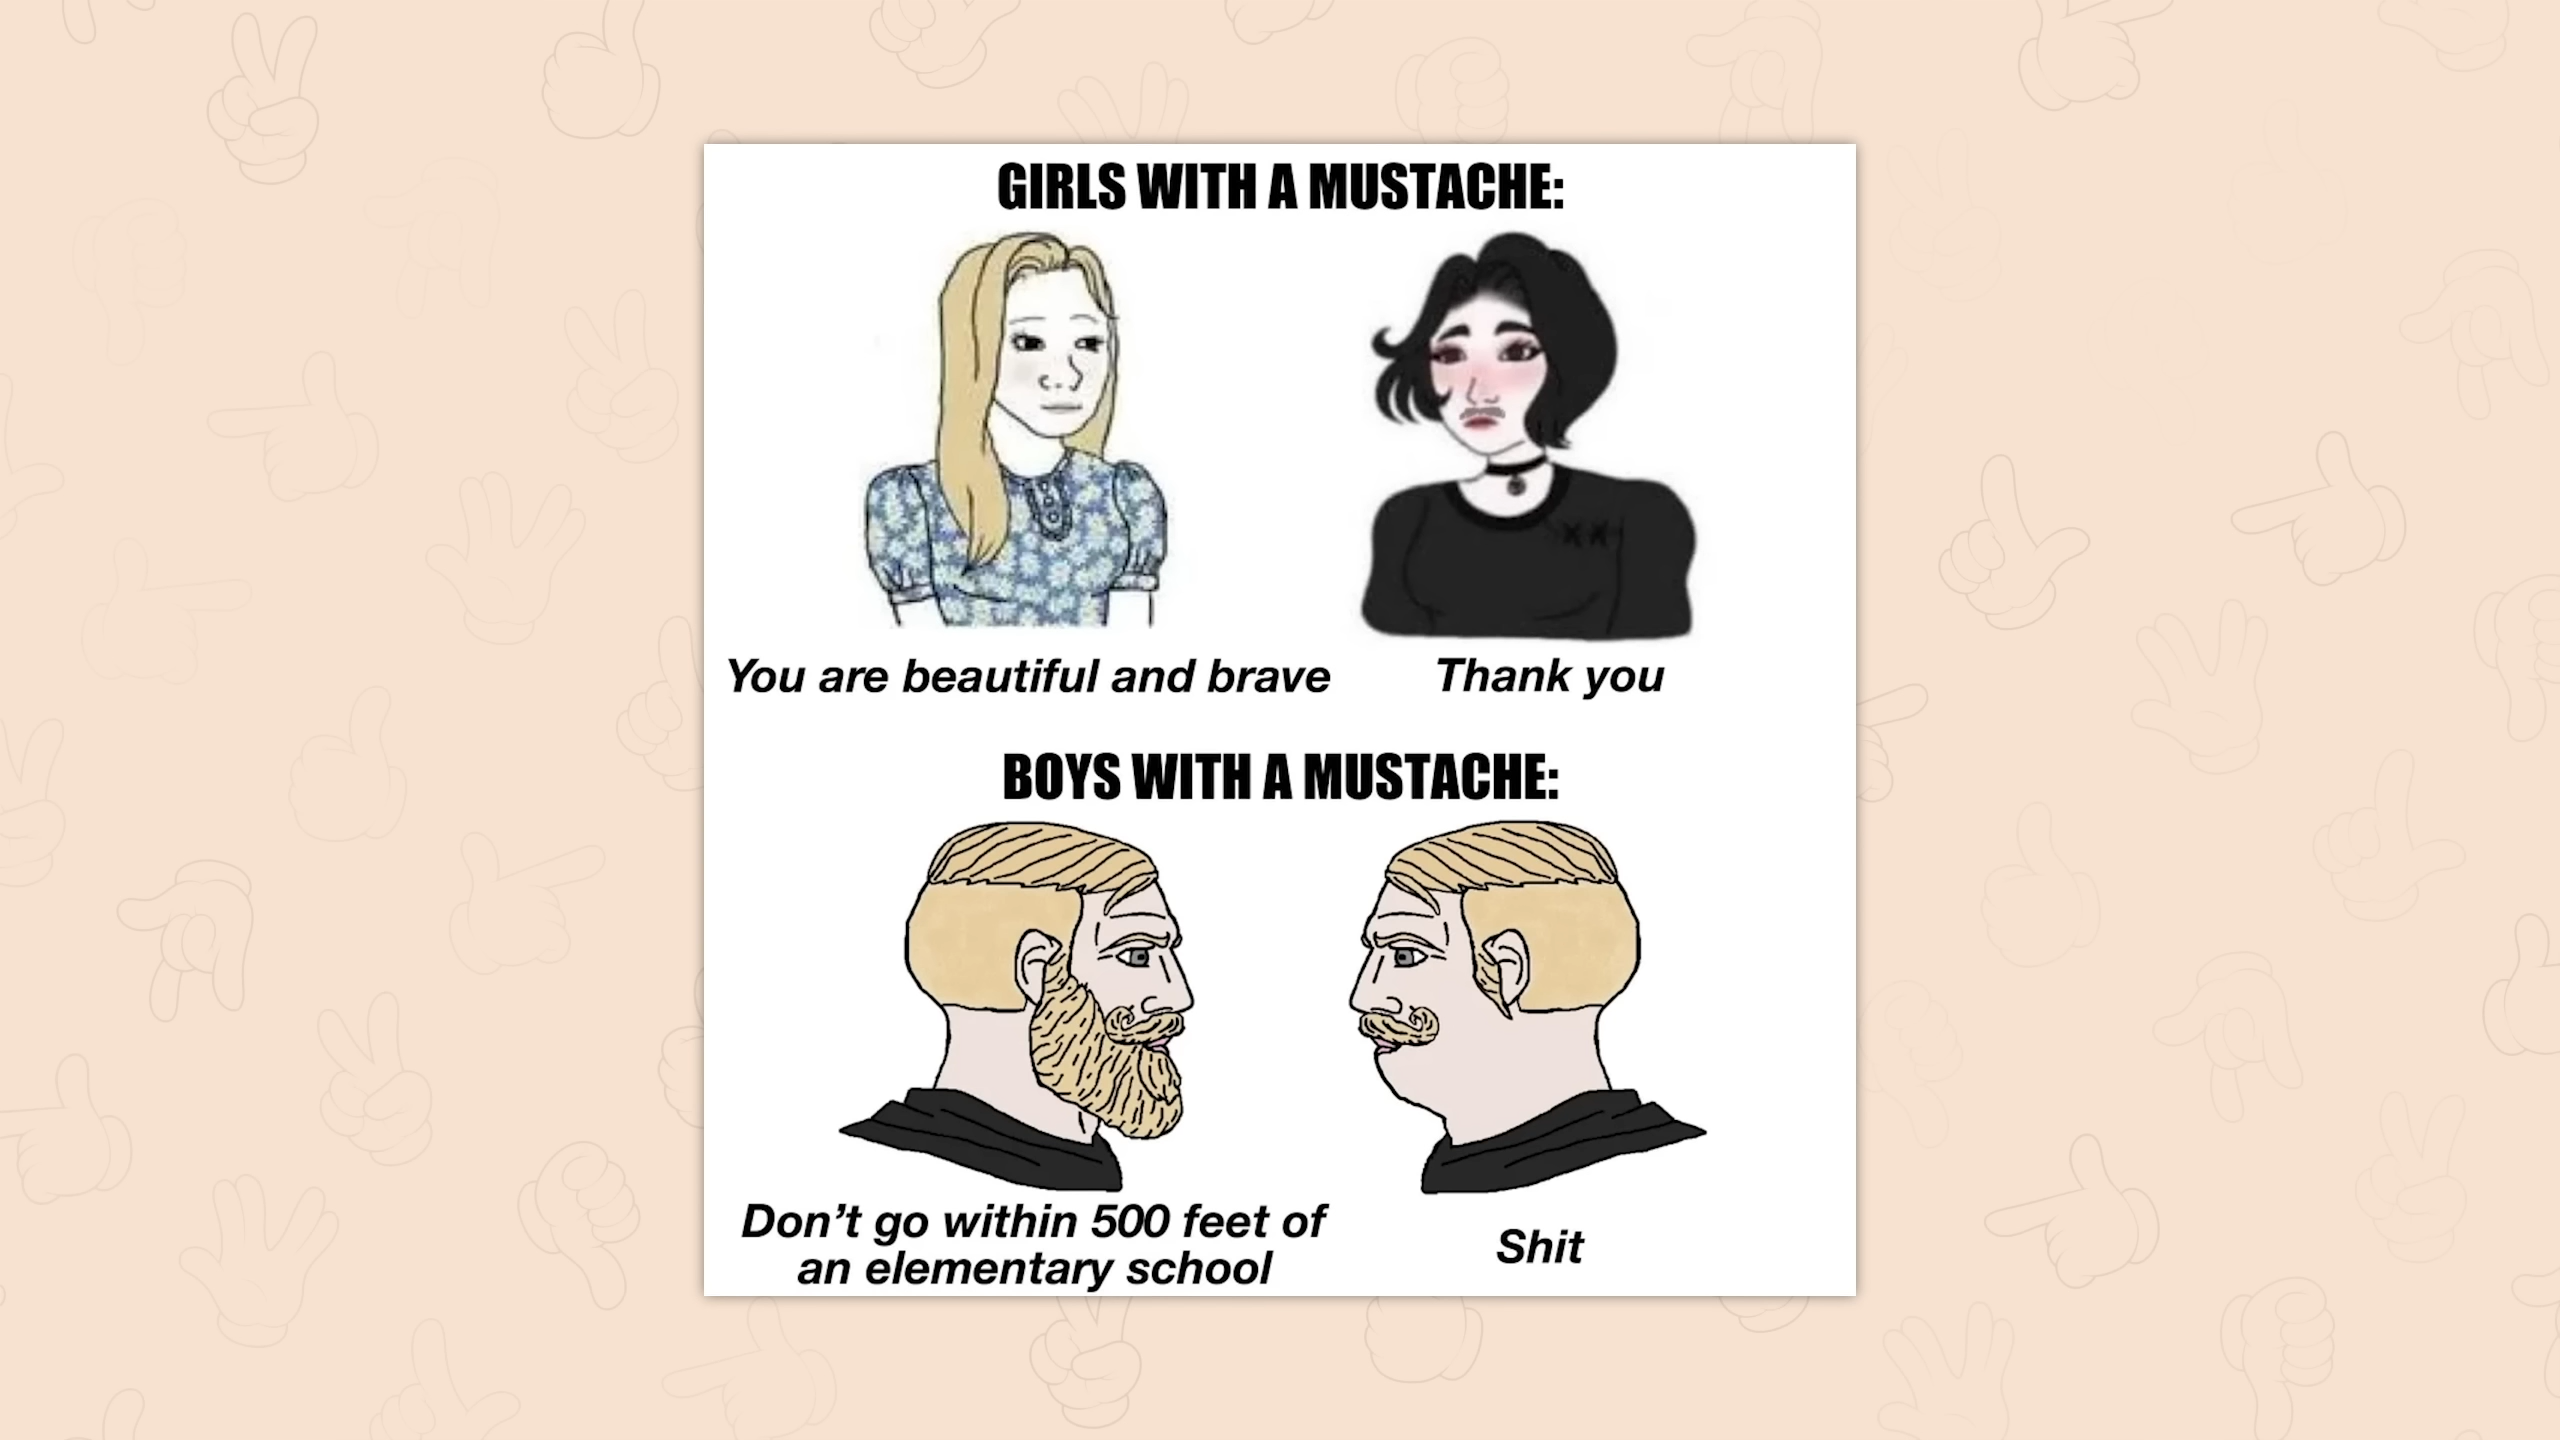 GIRLS WITH A MUSTACHE:
You are beautiful and brave
Thank you
BOYS WITH A MUSTACHE:
Don’t go within 500 feet of
an elementary school
Shit